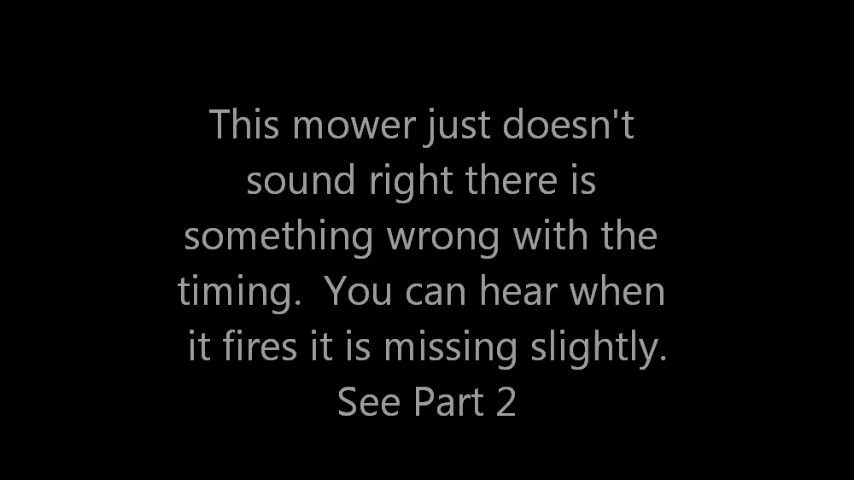 This mower just doesn't
sound right there is
something wrong with the
timing.  You can hear when
it fires it is missing slightly.
See Part 2